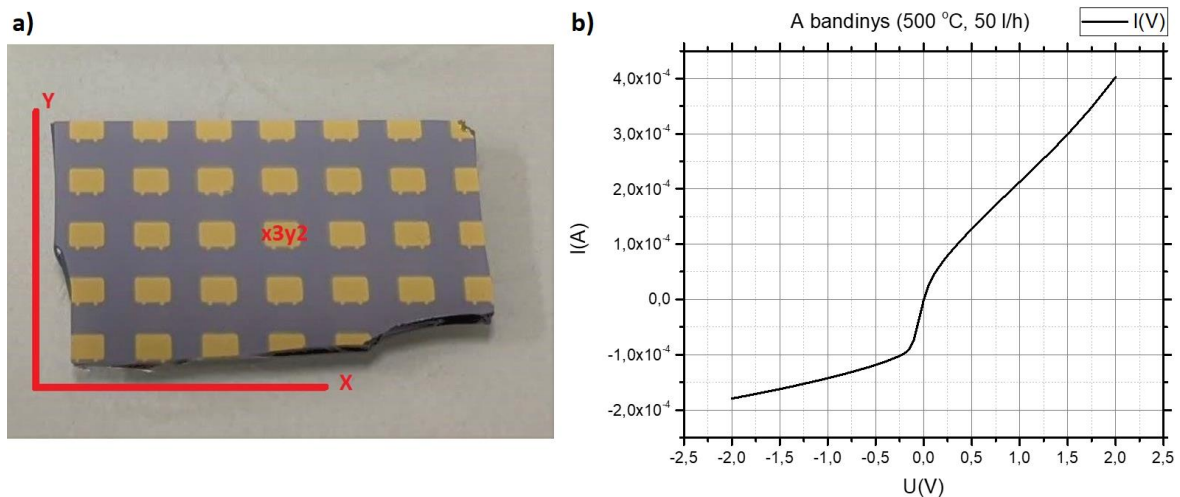 a)
Y
x3y2
X
b)
A bandinys (500 °C, 50 l/h)
I(V)
I(A)
4,0x10⁻⁴
3,0x10⁻⁴
2,0x10⁻⁴
1,0x10⁻⁴
0,0
-1,0x10⁻⁴
-2,0x10⁻⁴
-2,5 -2,0 -1,5 -1,0 -0,5 0,0 0,5 1,0 1,5 2,0 2,5
U(V)